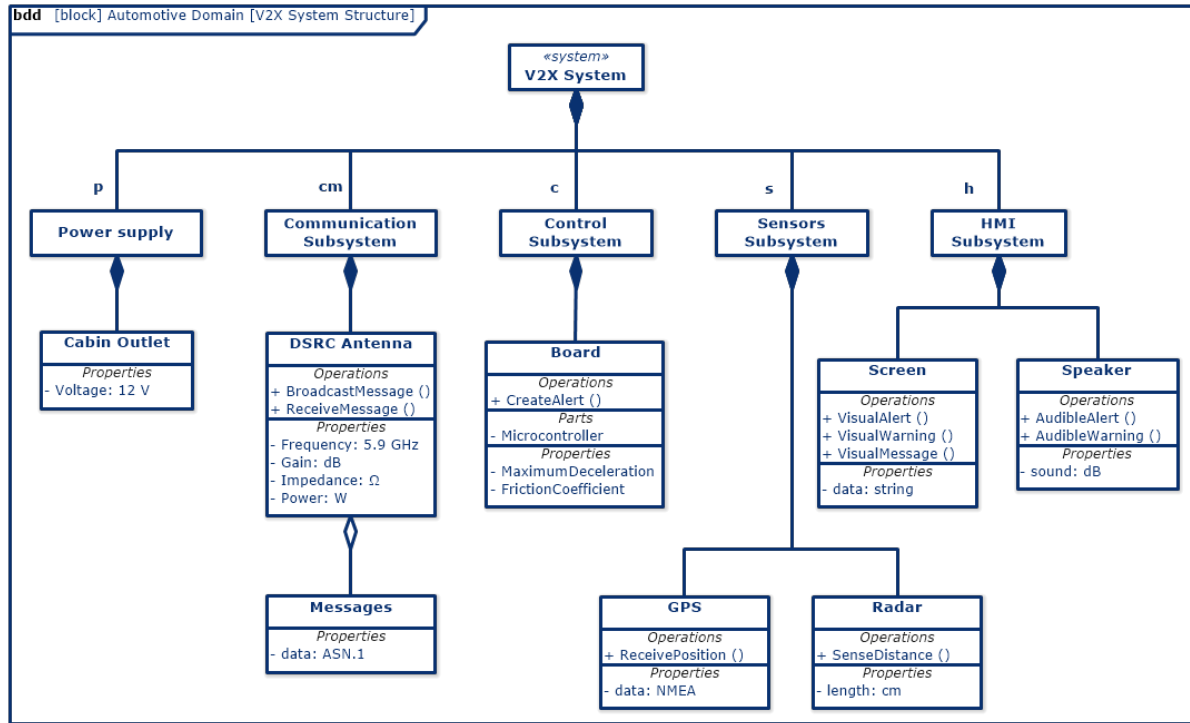 bdd [block] Automotive Domain [V2X System Structure]
«system»
V2X System
p
cm
c
s
h
Power supply
Communication
Subsystem
Control
Subsystem
Sensors
Subsystem
HMI
Subsystem
Cabin Outlet
Properties
- Voltage: 12 V
DSRC Antenna
Operations
+ BroadcastMessage ()
+ ReceiveMessage ()
Properties
- Frequency: 5.9 GHz
- Gain: dB
- Impedance: Ω
- Power: W
Board
Operations
+ CreateAlert ()
Parts
- Microcontroller
Properties
- MaximumDeceleration
- FrictionCoefficient
Screen
Operations
+ VisualAlert ()
+ VisualWarning ()
+ VisualMessage ()
Properties
- data: string
Speaker
Operations
+ AudibleAlert ()
+ AudibleWarning ()
Properties
- sound: dB
Messages
Properties
- data: ASN.1
GPS
Operations
+ ReceivePosition ()
Properties
- data: NMEA
Radar
Operations
+ SenseDistance ()
Properties
- length: cm